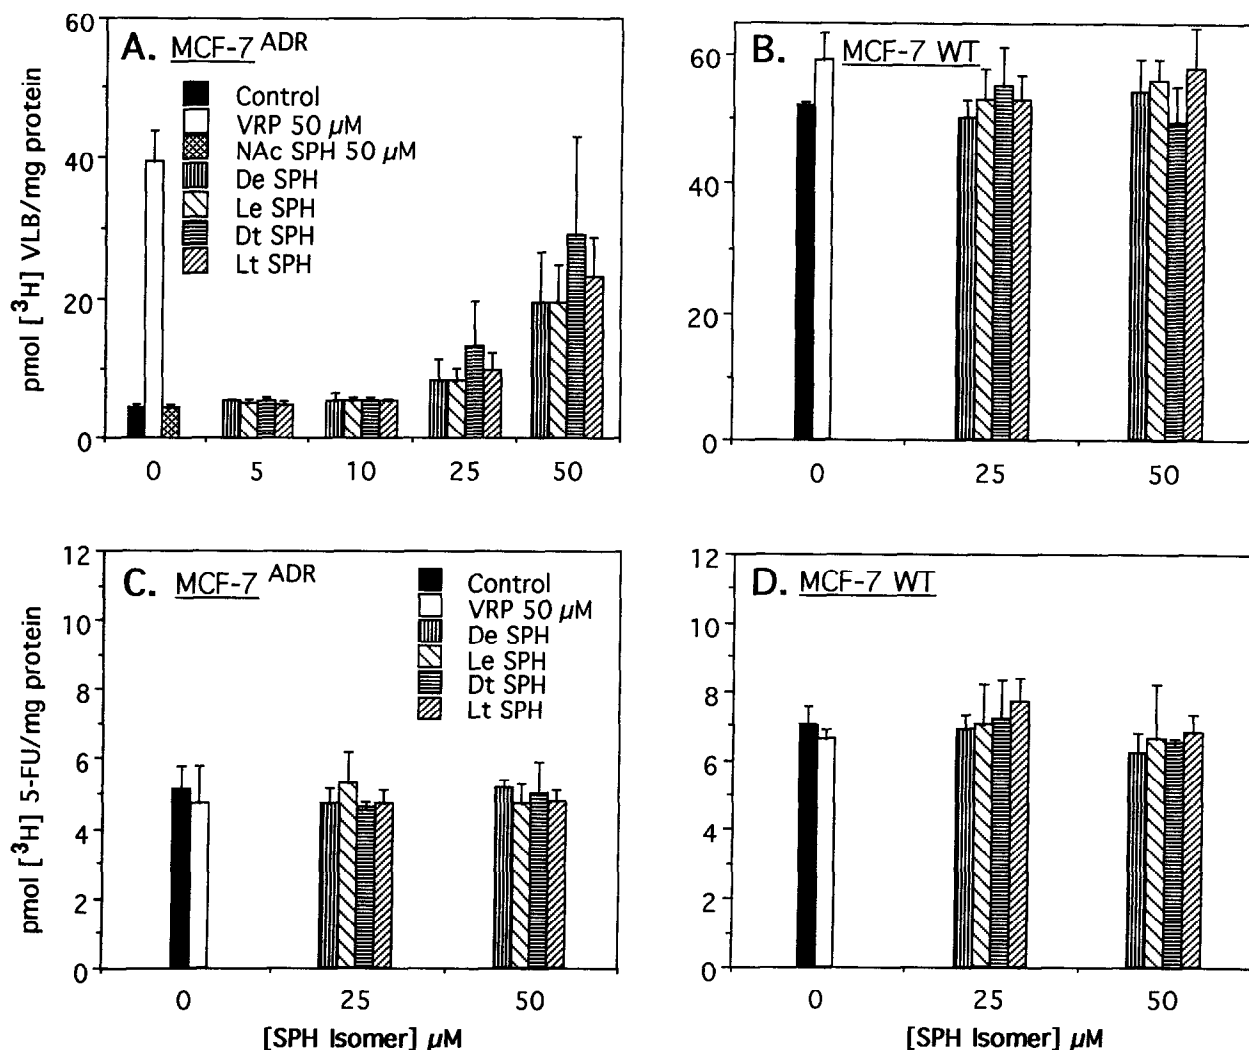 pmol [³H] VLB/mg protein
A. MCF-7 ADR
Control
VRP 50 µM
NAc SPH 50 µM
De SPH
Le SPH
Dt SPH
Lt SPH
60
40
20
0
0 5 10 25 50
B. MCF-7 WT
60
40
20
0
0 25 50
pmol [³H] 5-FU/mg protein
C. MCF-7 ADR
Control
VRP 50 µM
De SPH
Le SPH
Dt SPH
Lt SPH
12
10
8
6
4
2
0
0 25 50
[SPH Isomer] µM
D. MCF-7 WT
12
10
8
6
4
2
0
0 25 50
[SPH Isomer] µM